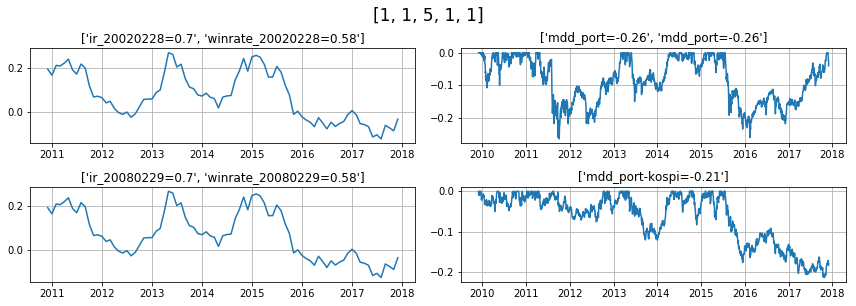 [1, 1, 5, 1, 1]
['ir_20020228=0.7', 'winrate_20020228=0.58']
0.2
0.0
2011 2012 2013 2014 2015 2016 2017 2018
['mdd_port=-0.26', 'mdd_port=-0.26']
0.0
−0.1
−0.2
2010 2011 2012 2013 2014 2015 2016 2017 2018
['ir_20080229=0.7', 'winrate_20080229=0.58']
0.2
0.0
2011 2012 2013 2014 2015 2016 2017 2018
['mdd_port-kospi=-0.21']
0.0
−0.1
−0.2
2010 2011 2012 2013 2014 2015 2016 2017 2018